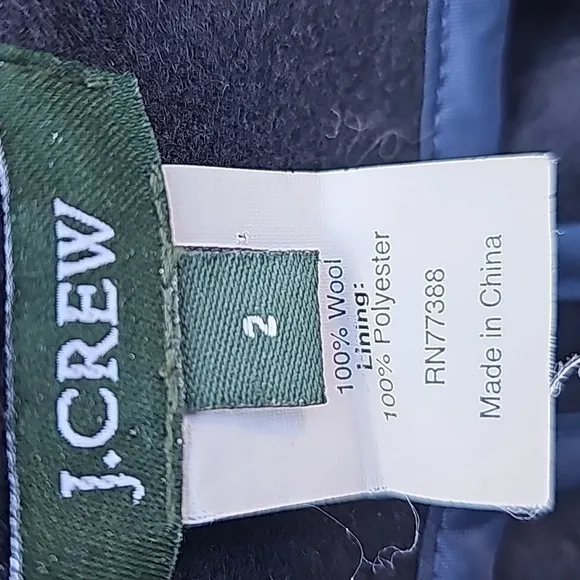 J.CREW
2
100% Wool
Lining:
100% Polyester
RN77388
Made in China